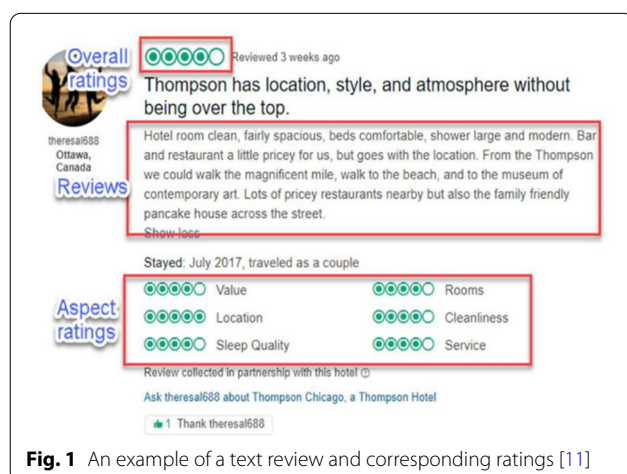 Overall
ratings
Reviewed 3 weeks ago
Thompson has location, style, and atmosphere without
being over the top.
theresal688
Ottawa,
Canada
Reviews
Hotel room clean, fairly spacious, beds comfortable, shower large and modern. Bar
and restaurant a little pricey for us, but goes with the location. From the Thompson
we could walk the magnificent mile, walk to the beach, and to the museum of
contemporary art. Lots of pricey restaurants nearby but also the family friendly
pancake house across the street.
Show less
Stayed: July 2017, traveled as a couple
Aspect
ratings
Value Rooms
Location Cleanliness
Sleep Quality Service
Review collected in partnership with this hotel
Ask theresal688 about Thompson Chicago, a Thompson Hotel
1 Thank theresal688
Fig. 1 An example of a text review and corresponding ratings [11]